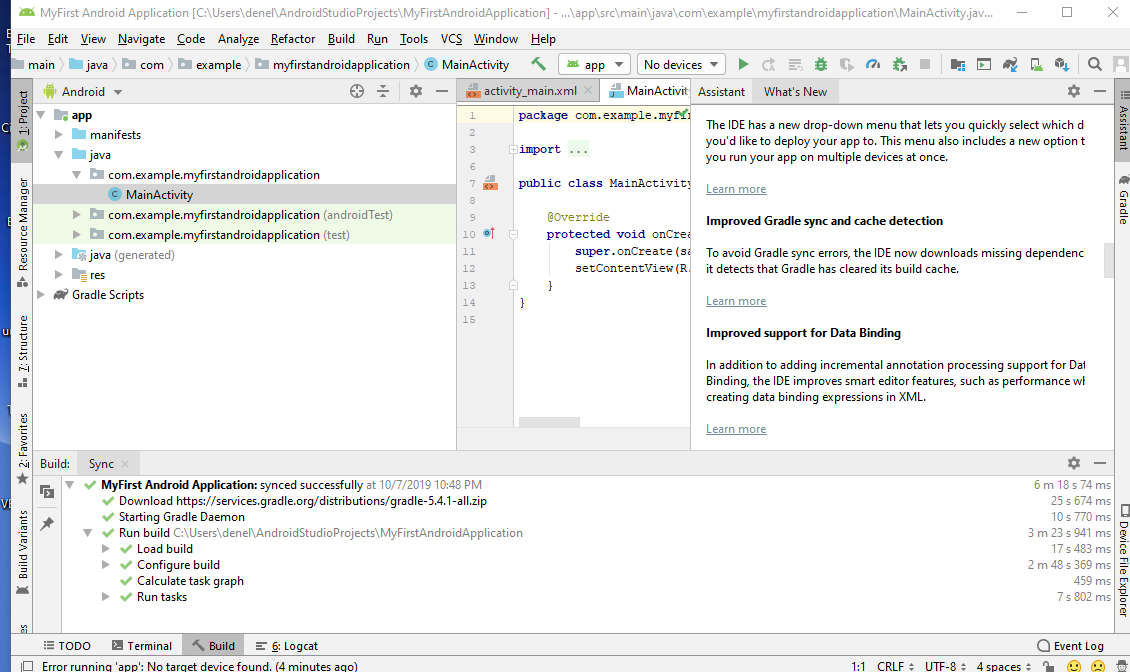 MyFirst Android Application [C:\Users\denel\AndroidStudioProjects\MyFirstAndroidApplication] - ...\app\src\main\java\com\example\myfirstandroidapplication\MainActivity.jav...
File Edit View Navigate Code Analyze Refactor Build Run Tools VCS Window Help
main java com example myfirstandroidapplication MainActivity app No devices
Android
activity_main.xml
MainActivit
Assistant
What's New
1: Project
Resource Manager
7: Structure
2: Favorites
Build Variants
app
manifests
java
com.example.myfirstandroidapplication
MainActivity
com.example.myfirstandroidapplication (androidTest)
com.example.myfirstandroidapplication (test)
java (generated)
res
Gradle Scripts
1 package com.example.myfir
2
3 import ...
6
7 public class MainActivity
8
9 @Override
10 protected void onCrea
11 super.onCreate(sa
12 setContentView(R.
13 }
14 }
15
The IDE has a new drop-down menu that lets you quickly select which d
you'd like to deploy your app to. This menu also includes a new option t
you run your app on multiple devices at once.
Learn more
Improved Gradle sync and cache detection
To avoid Gradle sync errors, the IDE now downloads missing dependenc
it detects that Gradle has cleared its build cache.
Learn more
Improved support for Data Binding
In addition to adding incremental annotation processing support for Dat
Binding, the IDE improves smart editor features, such as performance wh
creating data binding expressions in XML.
Learn more
Assistant
Gradle
Device File Explorer
Build: Sync
MyFirst Android Application: synced successfully at 10/7/2019 10:48 PM 6 m 18 s 74 ms
Download https://services.gradle.org/distributions/gradle-5.4.1-all.zip 25 s 674 ms
Starting Gradle Daemon 10 s 770 ms
Run build C:\Users\denel\AndroidStudioProjects\MyFirstAndroidApplication 3 m 23 s 941 ms
Load build 17 s 483 ms
Configure build 2 m 48 s 369 ms
Calculate task graph 459 ms
Run tasks 7 s 802 ms
TODO Terminal Build 6: Logcat Event Log
Error running 'app': No target device found. (4 minutes ago) 1:1 CRLF UTF-8 4 spaces